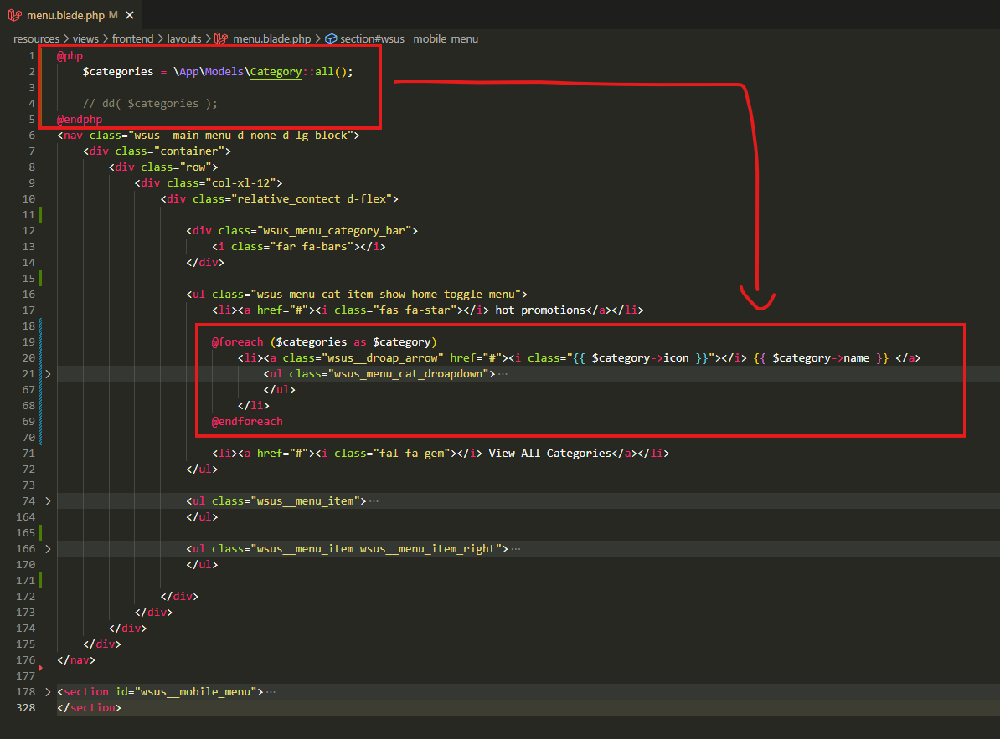 menu.blade.php M ×
resources > views > frontend > layouts > menu.blade.php > section#wsus__mobile_menu
1 @php
2 $categories = \App\Models\Category::all();
3
4 // dd( $categories );
5 @endphp
6 <nav class="wsus__main_menu d-none d-lg-block">
7 <div class="container">
8 <div class="row">
9 <div class="col-xl-12">
10 <div class="relative_contect d-flex">
11
12 <div class="wsus_menu_category_bar">
13 <i class="far fa-bars"></i>
14 </div>
15
16 <ul class="wsus_menu_cat_item show_home toggle_menu">
17 <li><a href="#"><i class="fas fa-star"></i> hot promotions</a></li>
18
19 @foreach ($categories as $category)
20 <li><a class="wsus__droap_arrow" href="#"><i class="{{ $category->icon }}"></i> {{ $category->name }} </a>
21 > <ul class="wsus_menu_cat_droapdown">···
67 </ul>
68 </li>
69 @endforeach
70
71 <li><a href="#"><i class="fal fa-gem"></i> View All Categories</a></li>
72 </ul>
73
74 > <ul class="wsus__menu_item">···
164 </ul>
165
166 > <ul class="wsus__menu_item wsus__menu_item_right">···
170 </ul>
171
172 </div>
173 </div>
174 </div>
175 </div>
176 </nav>
177
178 > <section id="wsus__mobile_menu">···
328 </section>